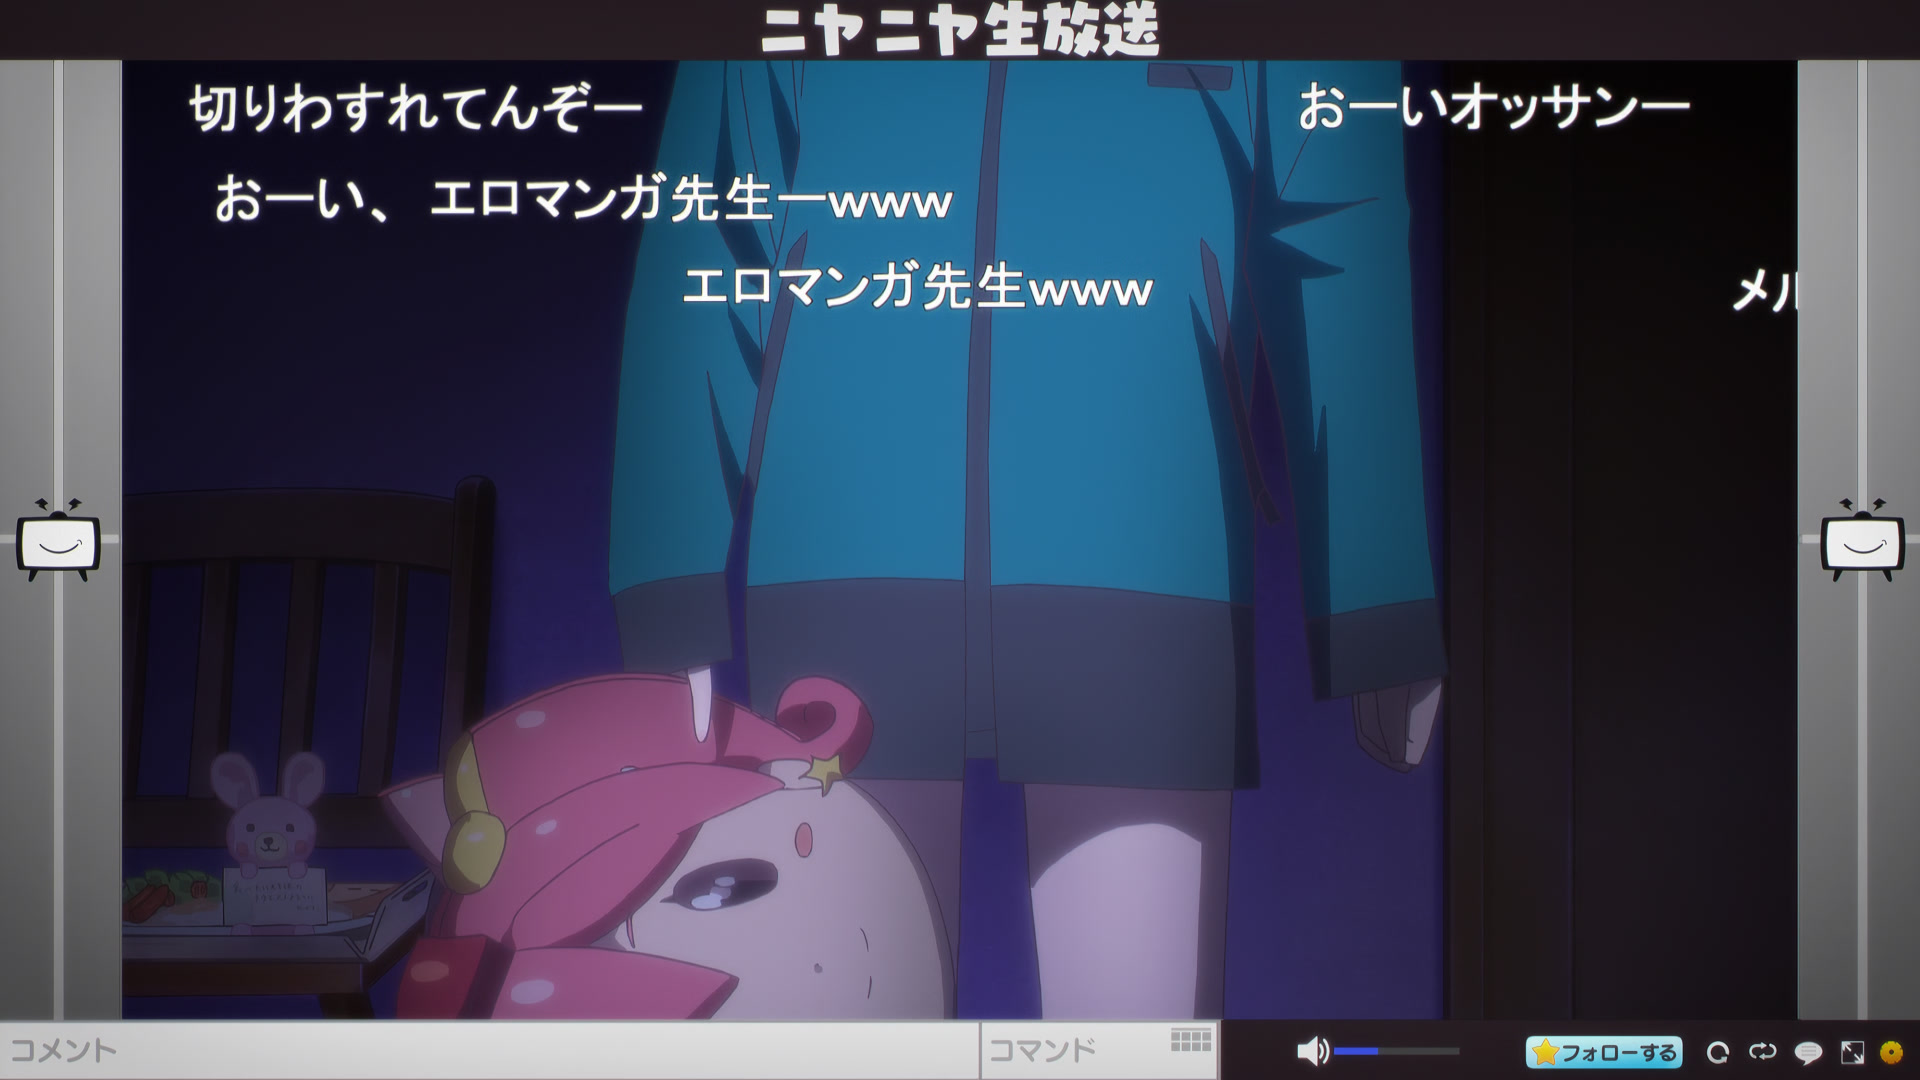 ニヤニヤ生放送
切りわすれてんぞー
おーいオッサンー
おーい、エロマンガ先生ーwww
エロマンガ先生www
メル
コメント
コマンド
フォローする